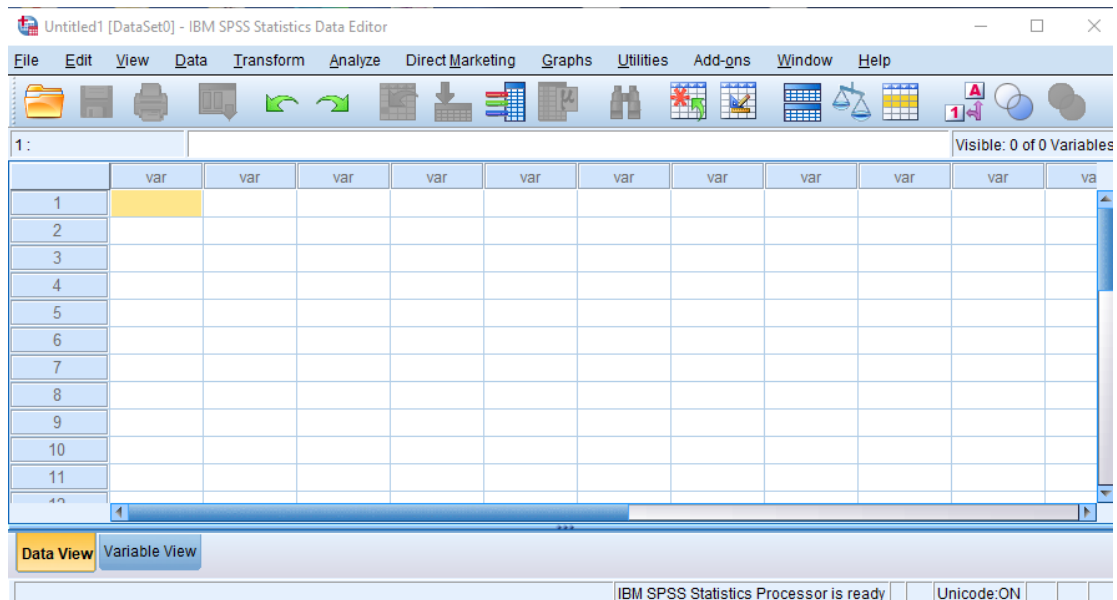 Untitled1 [DataSet0] - IBM SPSS Statistics Data Editor
File Edit View Data Transform Analyze Direct Marketing Graphs Utilities Add-ons Window Help
1 :
Visible: 0 of 0 Variables
var var var var var var var var var var va
1
2
3
4
5
6
7
8
9
10
11
12
Data View Variable View
IBM SPSS Statistics Processor is ready Unicode:ON